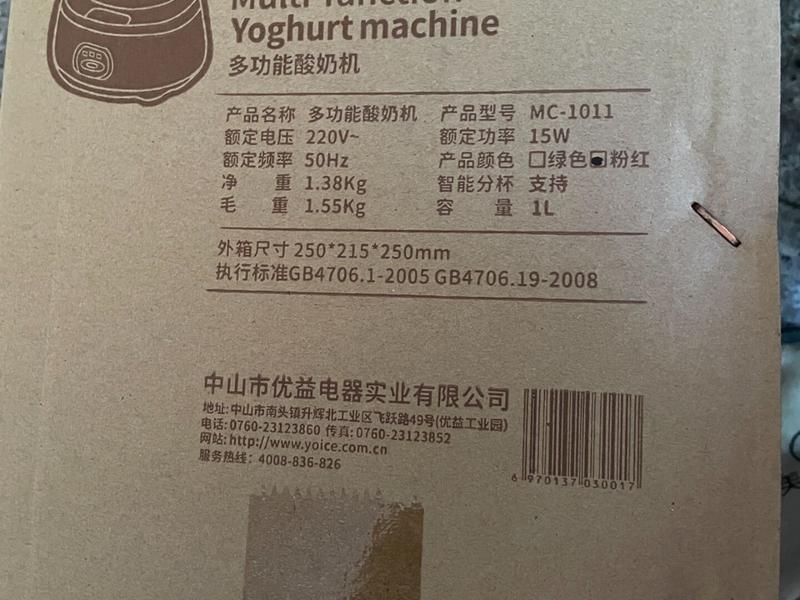 Multi-function
Yoghurt machine
多功能酸奶机
产品名称 多功能酸奶机 产品型号 MC-1011
额定电压 220V~ 额定功率 15W
额定频率 50Hz 产品颜色 □绿色□粉红
净 重 1.38Kg 智能分杯 支持
毛 重 1.55Kg 容 量 1L
外箱尺寸250*215*250mm
执行标准GB4706.1-2005 GB4706.19-2008
中山市优益电器实业有限公司
地址:中山市南头镇升辉北工业区飞跃路49号(优益工业园)
电话:0760-23123860 传真:0760-23123852
网站:http://www.yoice.com.cn
服务热线: 4008-836-826
6 970137 030017